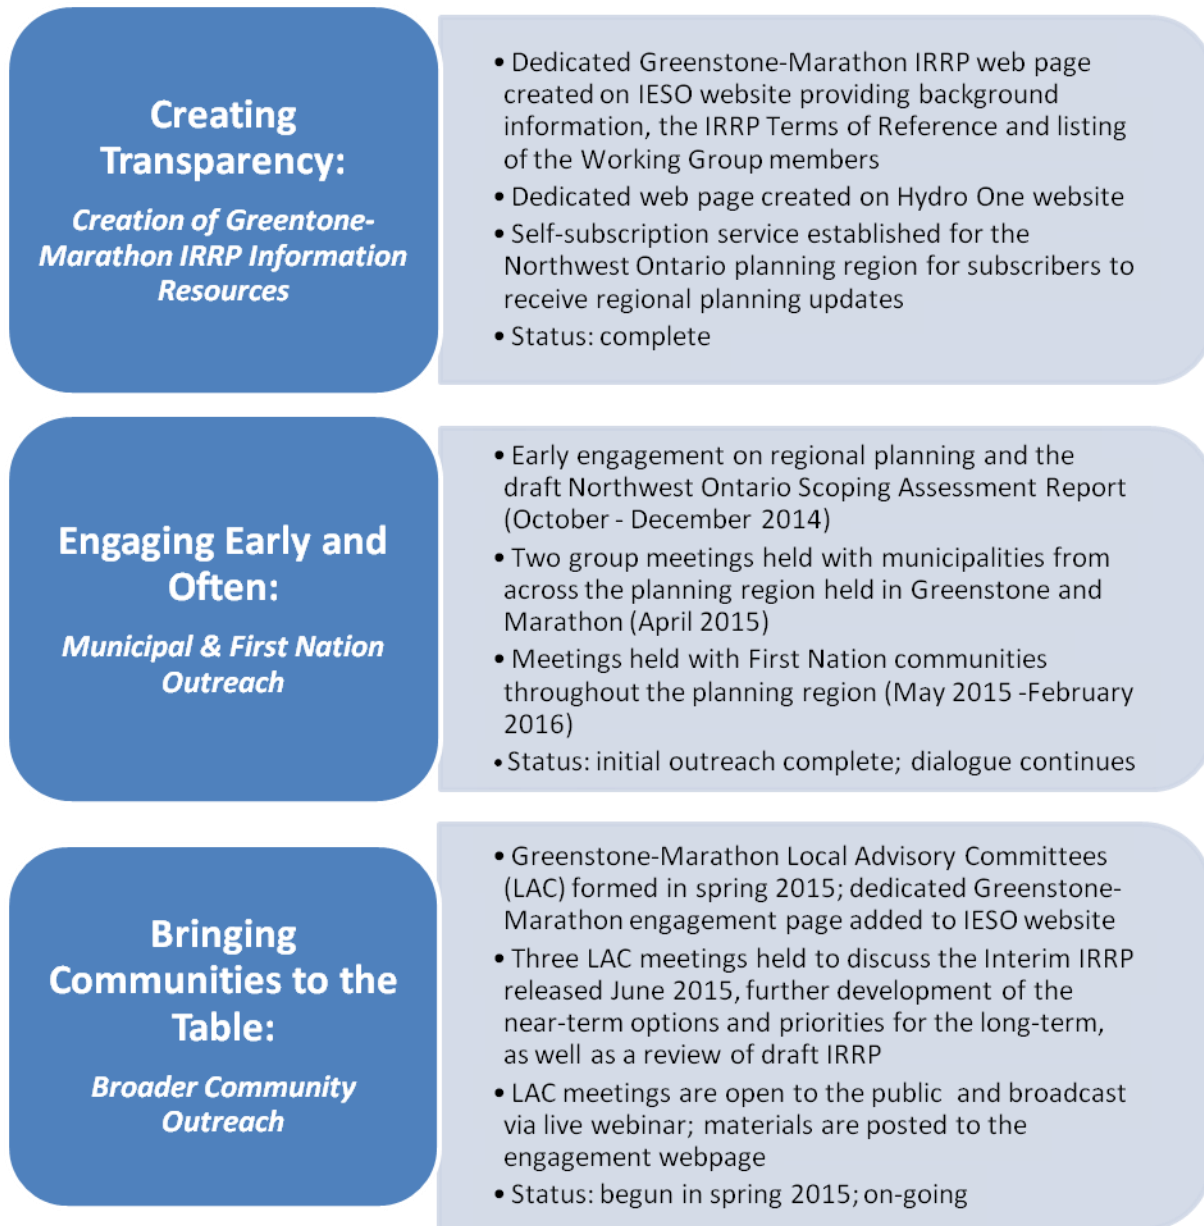 Creating
Transparency:
Creation of Greentone-
Marathon IRRP Information
Resources
• Dedicated Greenstone-Marathon IRRP web page
created on IESO website providing background
information, the IRRP Terms of Reference and listing
of the Working Group members
• Dedicated web page created on Hydro One website
• Self-subscription service established for the
Northwest Ontario planning region for subscribers to
receive regional planning updates
• Status: complete
Engaging Early and
Often:
Municipal & First Nation
Outreach
• Early engagement on regional planning and the
draft Northwest Ontario Scoping Assessment Report
(October - December 2014)
• Two group meetings held with municipalities from
across the planning region held in Greenstone and
Marathon (April 2015)
• Meetings held with First Nation communities
throughout the planning region (May 2015 -February
2016)
• Status: initial outreach complete; dialogue continues
Bringing
Communities to the
Table:
Broader Community
Outreach
• Greenstone-Marathon Local Advisory Committees
(LAC) formed in spring 2015; dedicated Greenstone-
Marathon engagement page added to IESO website
• Three LAC meetings held to discuss the Interim IRRP
released June 2015, further development of the
near-term options and priorities for the long-term,
as well as a review of draft IRRP
• LAC meetings are open to the public and broadcast
via live webinar; materials are posted to the
engagement webpage
• Status: begun in spring 2015; on-going